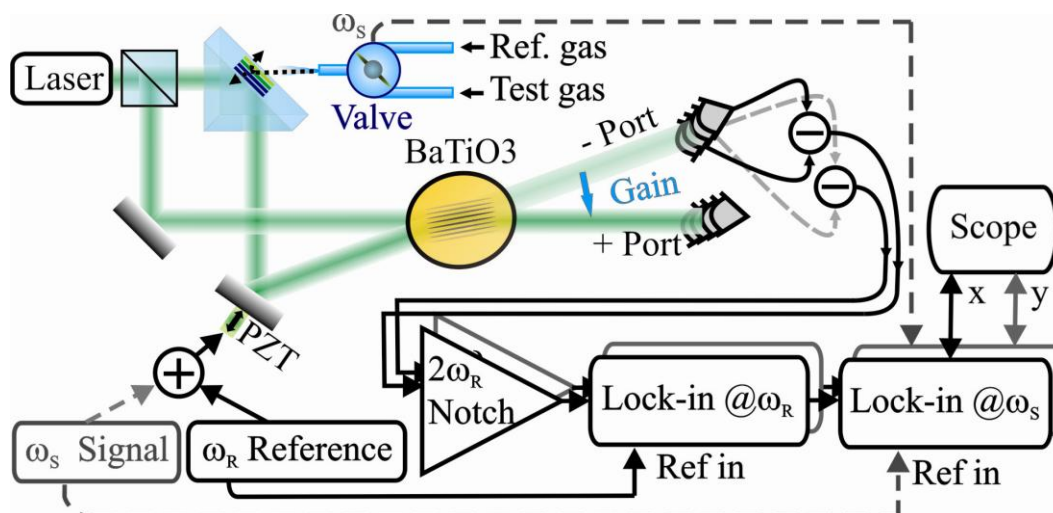 ωS
Ref. gas
Laser
Test gas
Valve
- Port
BaTiO3
Gain
+ Port
Scope
x
y
PZT
2ωR
Notch
Lock-in @ωR
Lock-in @ωS
ωS Signal
ωR Reference
Ref in
Ref in